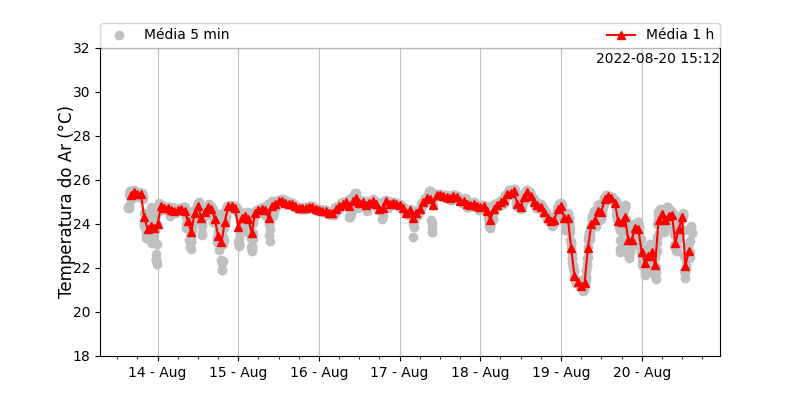 Média 5 min
Média 1 h
2022-08-20 15:12
Temperatura do Ar (°C)
32
30
28
26
24
22
20
18
14 - Aug
15 - Aug
16 - Aug
17 - Aug
18 - Aug
19 - Aug
20 - Aug